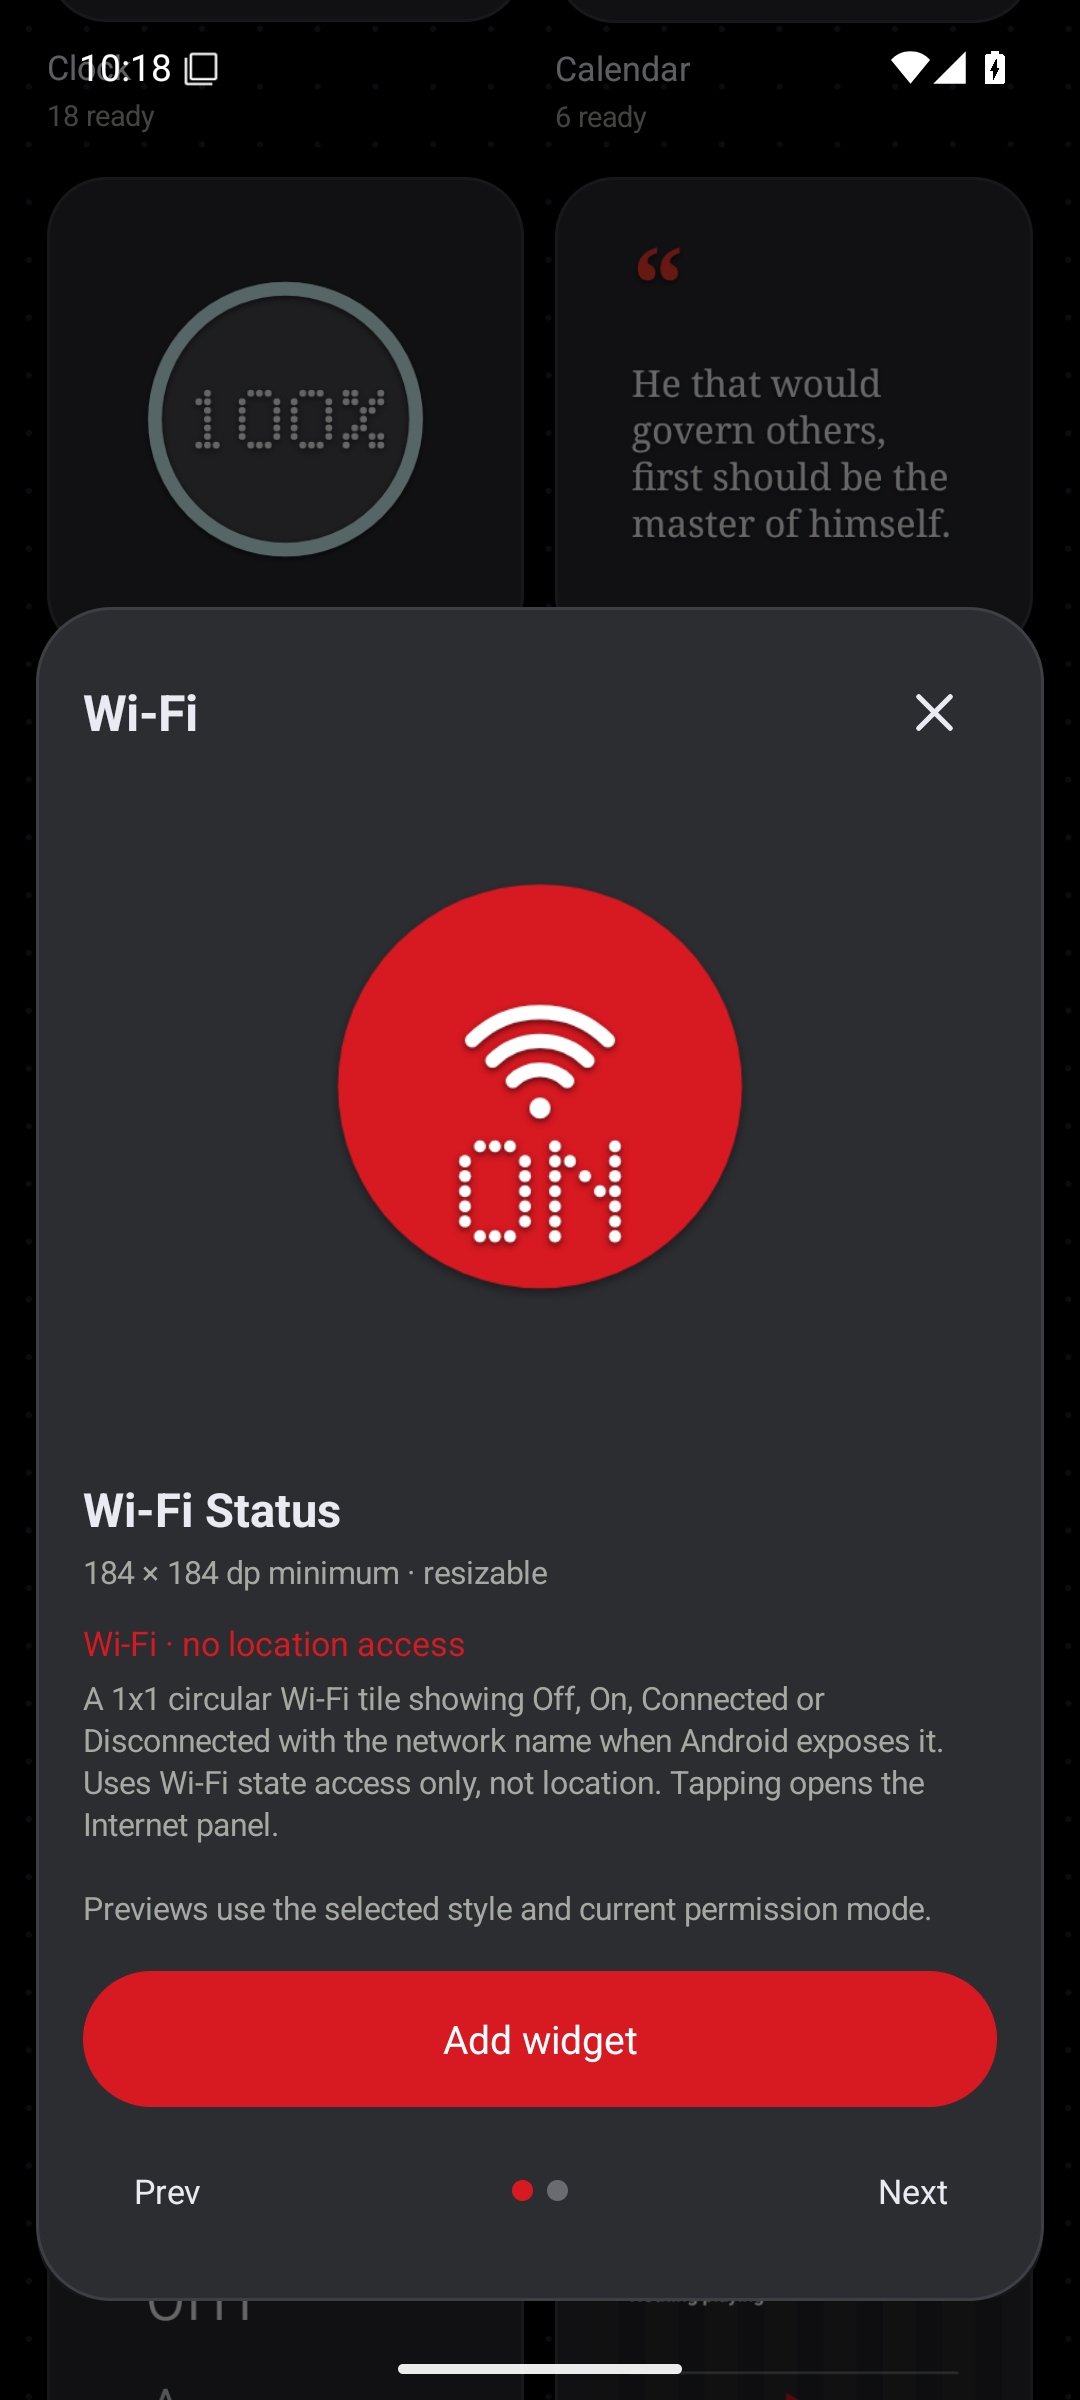 10:18
Clock
Calendar
18 ready
6 ready
100%
“
He that would
govern others,
first should be the
master of himself.
Wi-Fi
ON
Wi-Fi Status
184 × 184 dp minimum · resizable
Wi-Fi · no location access
A 1x1 circular Wi-Fi tile showing Off, On, Connected or
Disconnected with the network name when Android exposes it.
Uses Wi-Fi state access only, not location. Tapping opens the
Internet panel.
Previews use the selected style and current permission mode.
Add widget
Prev
Next